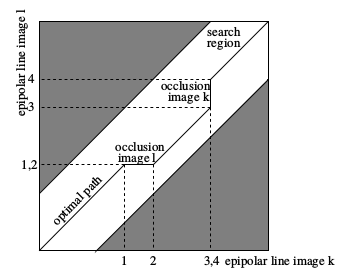 search
region
epipolar line image l
4
3
1,2
occlusion
image k
occlusion
image l
optimal path
1 2 3,4 epipolar line image k